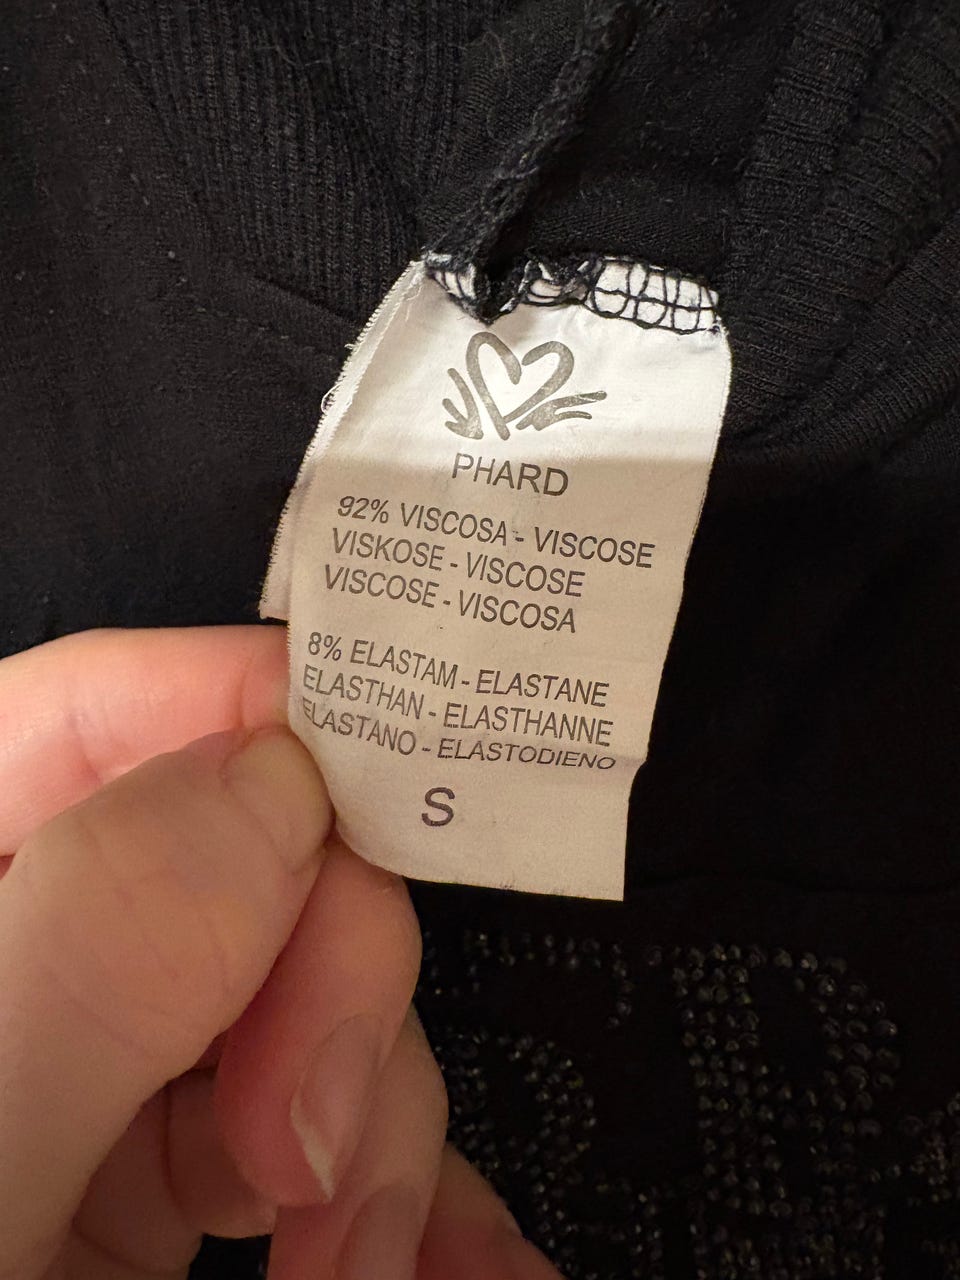 PHARD
92% VISCOSA - VISCOSE
VISKOSE - VISCOSE
VISCOSE - VISCOSA
8% ELASTAM - ELASTANE
ELASTHAN - ELASTHANNE
ELASTANO - ELASTODIENO
S